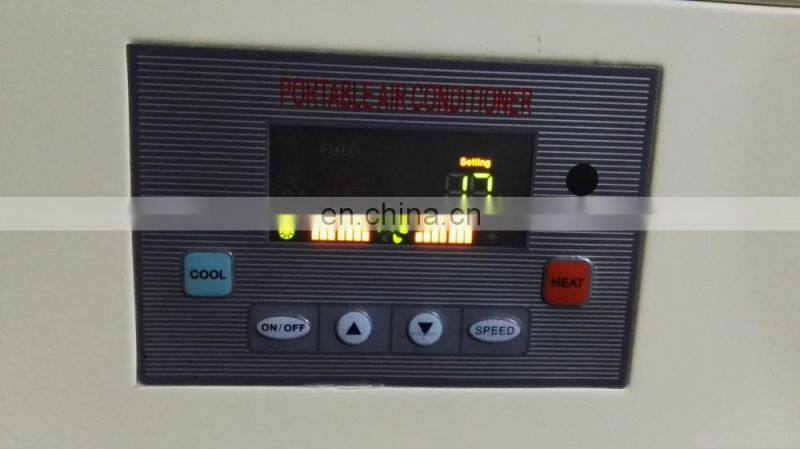 PORTABLE AIR CONDITIONER
FULL
Setting
17
en.china.cn
COOL
HEAT
ON/OFF
SPEED